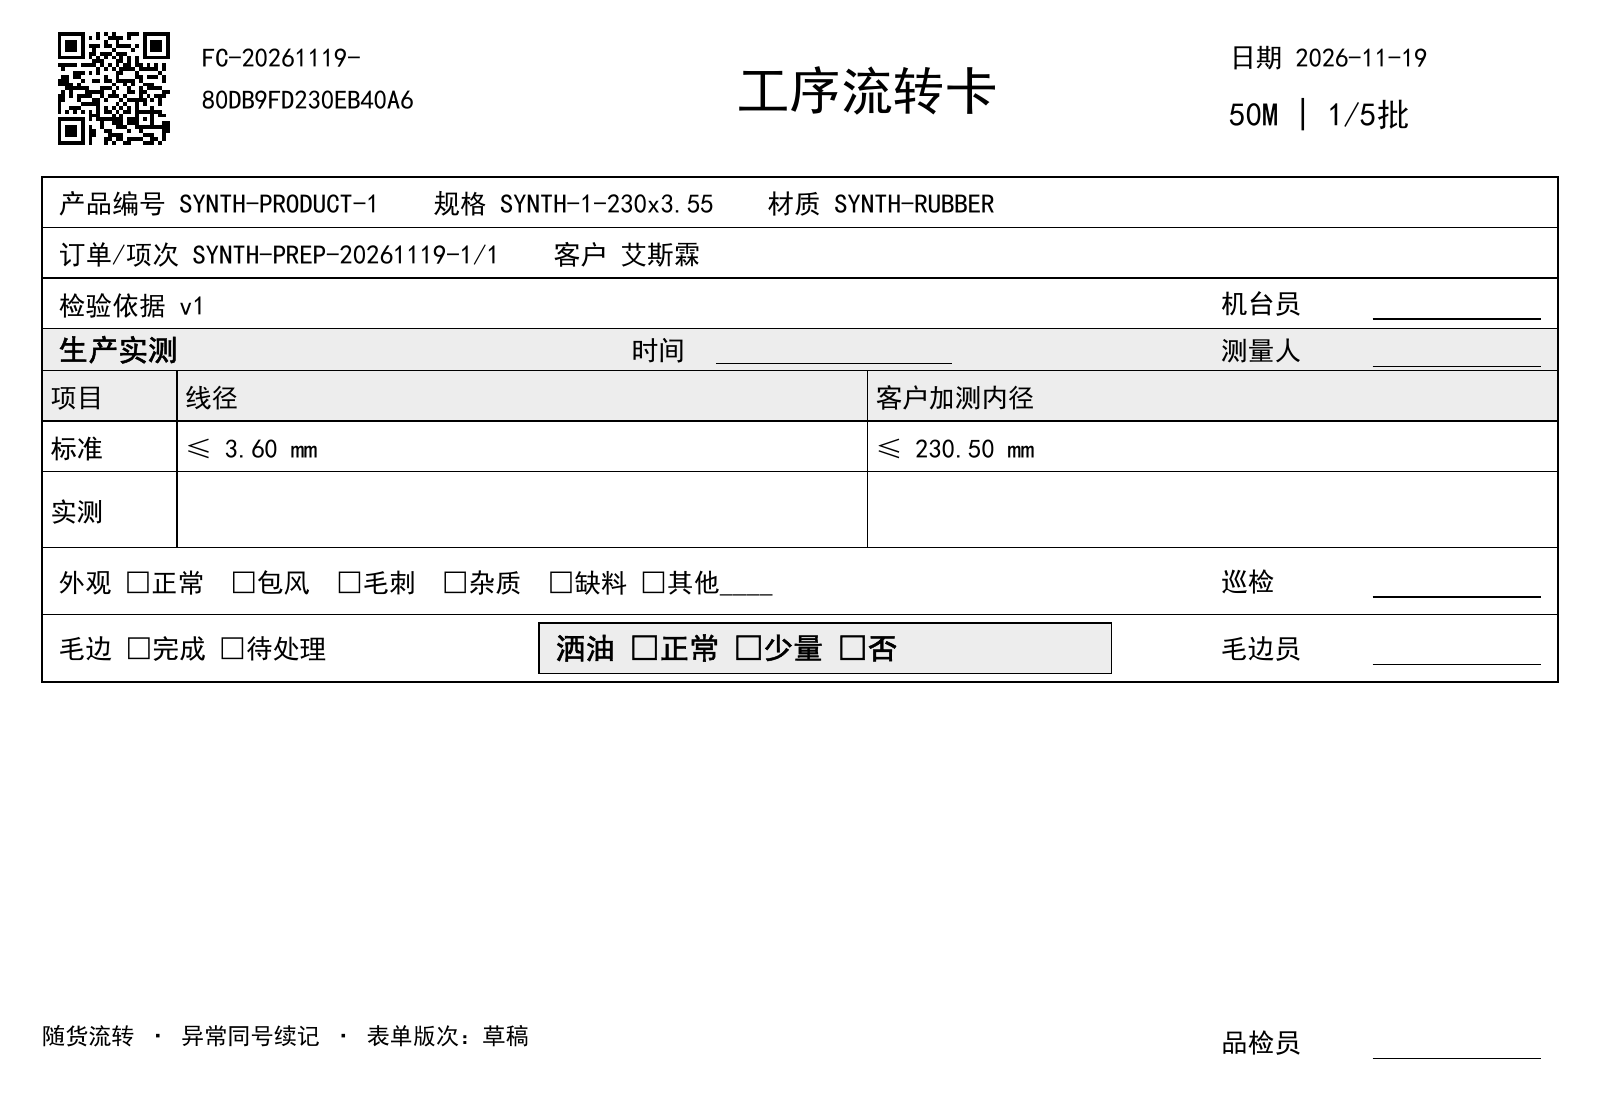 FC-20261119-
80DB9FD230EB40A6
工序流转卡
日期 2026-11-19
50M | 1/5批
产品编号 SYNTH-PRODUCT-1 规格 SYNTH-1-230x3.55 材质 SYNTH-RUBBER
订单/项次 SYNTH-PREP-20261119-1/1 客户 艾斯霖
检验依据 v1 机台员
生产实测 时间 测量人
项目 线径 客户加测内径
标准 ≤ 3.60 mm ≤ 230.50 mm
实测
外观 □正常 □包风 □毛刺 □杂质 □缺料 □其他____ 巡检
毛边 □完成 □待处理 洒油 □正常 □少量 □否 毛边员
随货流转 · 异常同号续记 · 表单版次：草稿 品检员